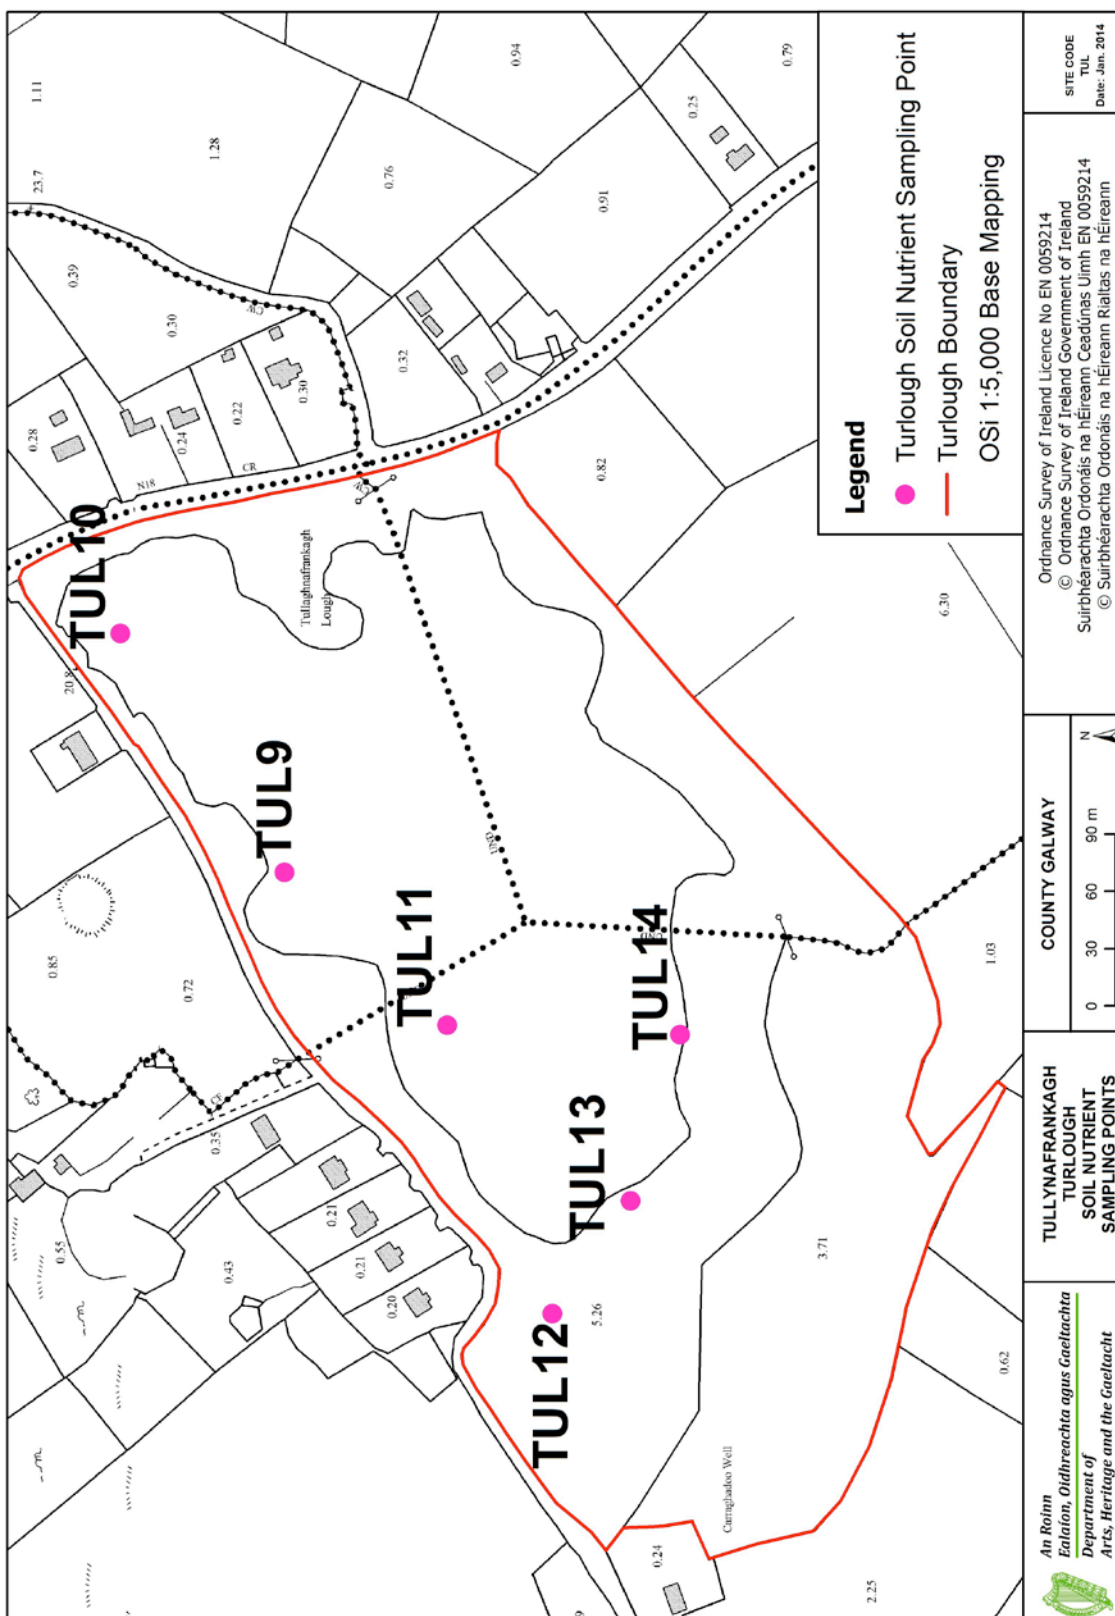 1.11
23.7
0.94
0.79
1.28
0.25
0.76
0.91
0.39
0.30
CW
0.32
0.30
0.22
0.24
0.28
N18
CR
CW
0.82
TUL 10
20.8
Tullaghnafrankagh
Lough
6.30
TUL9
UND
TUL11
TUL14
1.03
0.85
0.72
CF
0.35
0.55
0.43
0.21
0.21
0.20
TUL13
TUL12
5.26
3.71
0.62
Carraghadoo Well
0.24
2.25
9
Legend
Turlough Soil Nutrient Sampling Point
Turlough Boundary
OSi 1:5,000 Base Mapping
An Roinn
Ealaíon, Oidhreachta agus Gaeltachta
Department of
Arts, Heritage and the Gaeltacht
TULLYNAFRANKAGH
TURLOUGH
SOIL NUTRIENT
SAMPLING POINTS
COUNTY GALWAY
0 30 60 90 m
N
Ordnance Survey of Ireland Licence No EN 0059214
© Ordnance Survey of Ireland Government of Ireland
Suirbhéarachta Ordonáis na hÉireann Ceadúnas Uimh EN 0059214
© Suirbhéarachta Ordonáis na hÉireann Rialtas na hÉireann
SITE CODE
TUL
Date: Jan. 2014